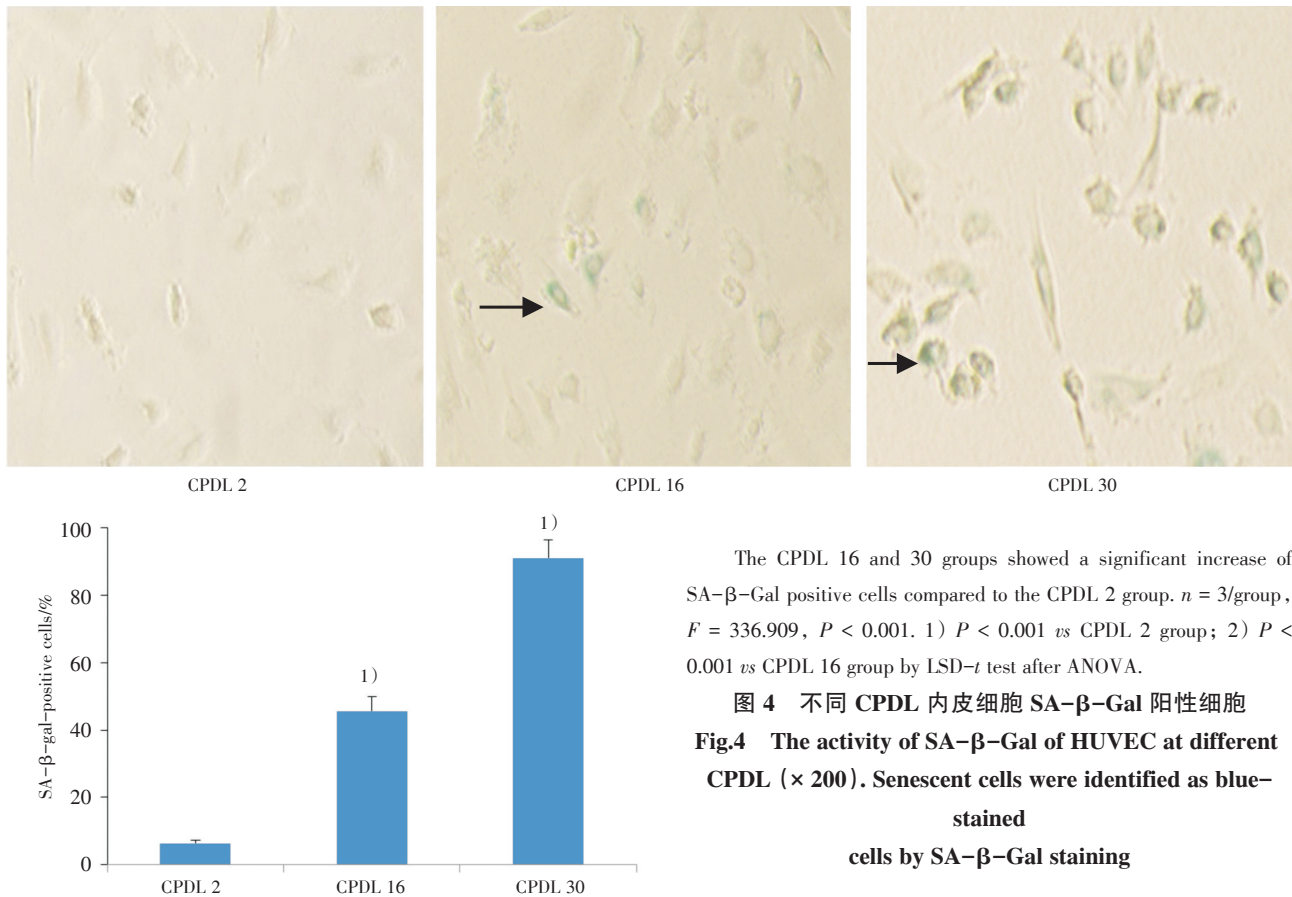 CPDL 2
CPDL 16
CPDL 30
SA-β-gal-positive cells/%
100
80
60
40
20
0
1)
1)
CPDL 2
CPDL 16
CPDL 30
The CPDL 16 and 30 groups showed a significant increase of
SA-β-Gal positive cells compared to the CPDL 2 group. n = 3/group,
F = 336.909, P < 0.001. 1) P < 0.001 vs CPDL 2 group; 2) P <
0.001 vs CPDL 16 group by LSD-t test after ANOVA.
图 4 不同 CPDL 内皮细胞 SA-β-Gal 阳性细胞
Fig.4 The activity of SA-β-Gal of HUVEC at different
CPDL (× 200). Senescent cells were identified as blue-
stained
cells by SA-β-Gal staining